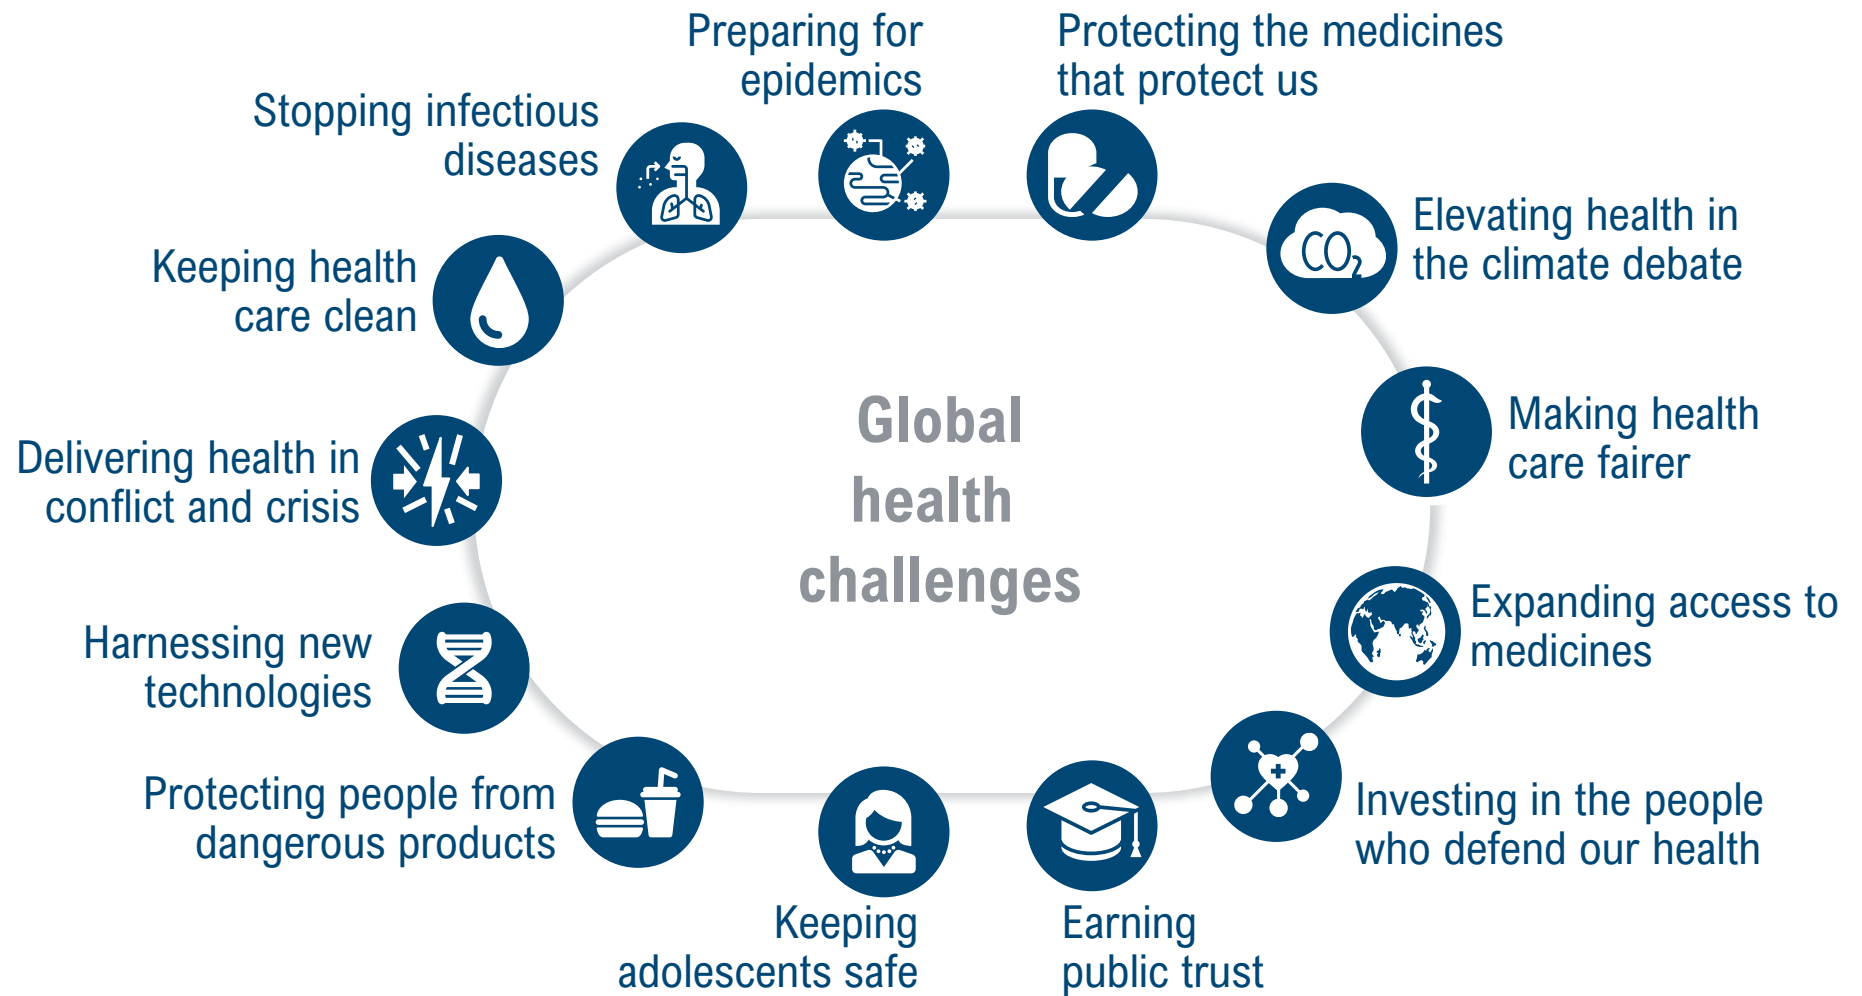 Preparing for
epidemics
Protecting the medicines
that protect us
Stopping infectious
diseases
Elevating health in
the climate debate
CO2
Keeping health
care clean
Making health
care fairer
Global
health
challenges
Delivering health in
conflict and crisis
Expanding access to
medicines
Harnessing new
technologies
Investing in the people
who defend our health
Protecting people from
dangerous products
Keeping
adolescents safe
Earning
public trust